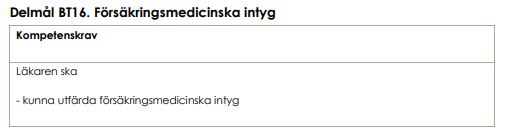 Delmål BT16. Försäkringsmedicinska intyg
Kompetenskrav
Läkaren ska
- kunna utfärda försäkringsmedicinska intyg